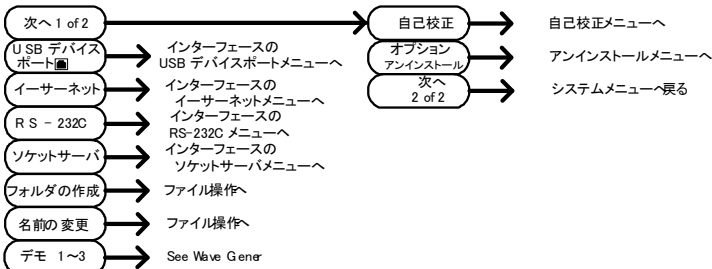 次へ 1 of 2
自己校正
自己校正メニューへ
USB デバイス
ポート
インターフェースの
USB デバイスポートメニューへ
オプション
アンインストール
アンインストールメニューへ
イーサーネット
インターフェースの
イーサーネットメニューへ
次へ
2 of 2
システムメニューへ戻る
RS-232C
インターフェースの
RS-232C メニューへ
ソケットサーバ
インターフェースの
ソケットサーバメニューへ
フォルダの作成
ファイル操作へ
名前の変更
ファイル操作へ
デモ 1~3
See Wave Gener